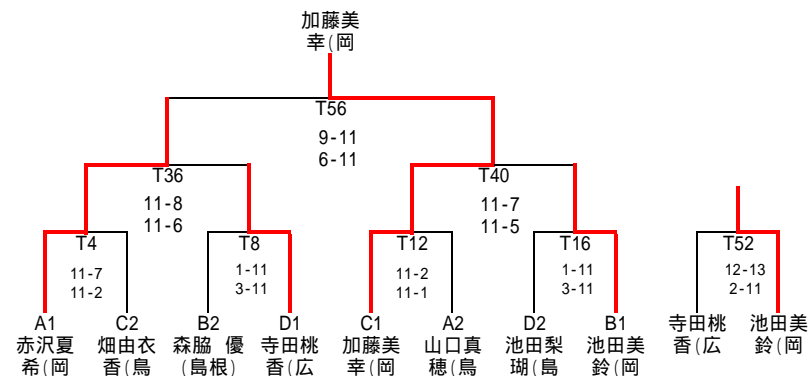 加藤美
幸(岡
T56
9-11
6-11
T36
T40
11-8
11-6
11-7
11-5
T4
T8
T12
T16
T52
11-7
11-2
1-11
3-11
11-2
11-1
1-11
3-11
12-13
2-11
A1
赤沢夏
希(岡
C2
畑由衣
香(鳥
B2
森脇 優
(島根)
D1
寺田桃
香(広
C1
加藤美
幸(岡
A2
山口真
穂(鳥
D2
池田梨
瑚(島
B1
池田美
鈴(岡
寺田桃
香(広
池田美
鈴(岡